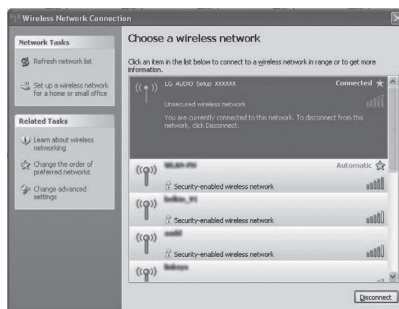 Wireless Network Connection
Network Tasks
Refresh network list
Set up a wireless network
for a home or small office
Related Tasks
Learn about wireless
networking
Change the order of
preferred networks
Change advanced
settings
Choose a wireless network
Click an item in the list below to connect to a wireless network in range or to get more
information.
LG AUDIO Setup XXXXXX
Connected
Unsecured wireless network
You are currently connected to this network. To disconnect from this
network, click Disconnect.
Automatic
Security-enabled wireless network
Security-enabled wireless network
Security-enabled wireless network
Disconnect